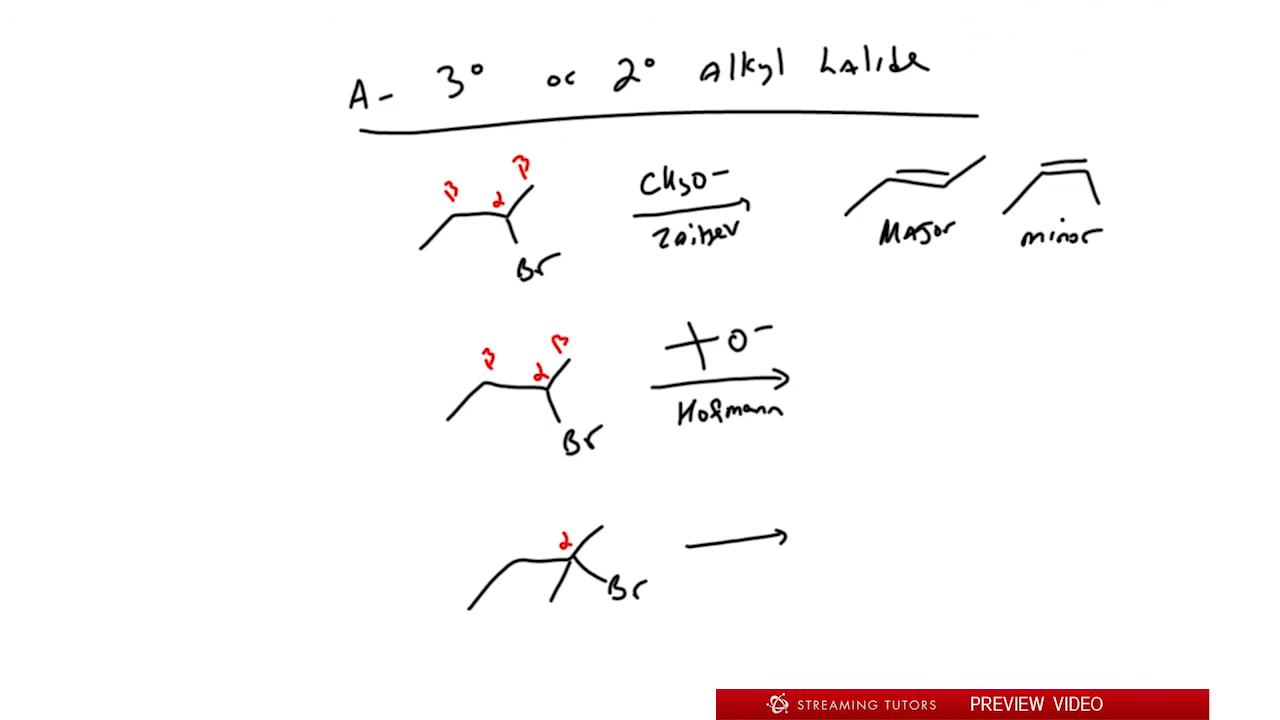 A- 3° or 2° Alkyl halide
β α β
CH3O-
Br
Zaitsev
Major
minor
β α β
O-
Br
Hofmann
α
Br
STREAMING TUTORS PREVIEW VIDEO